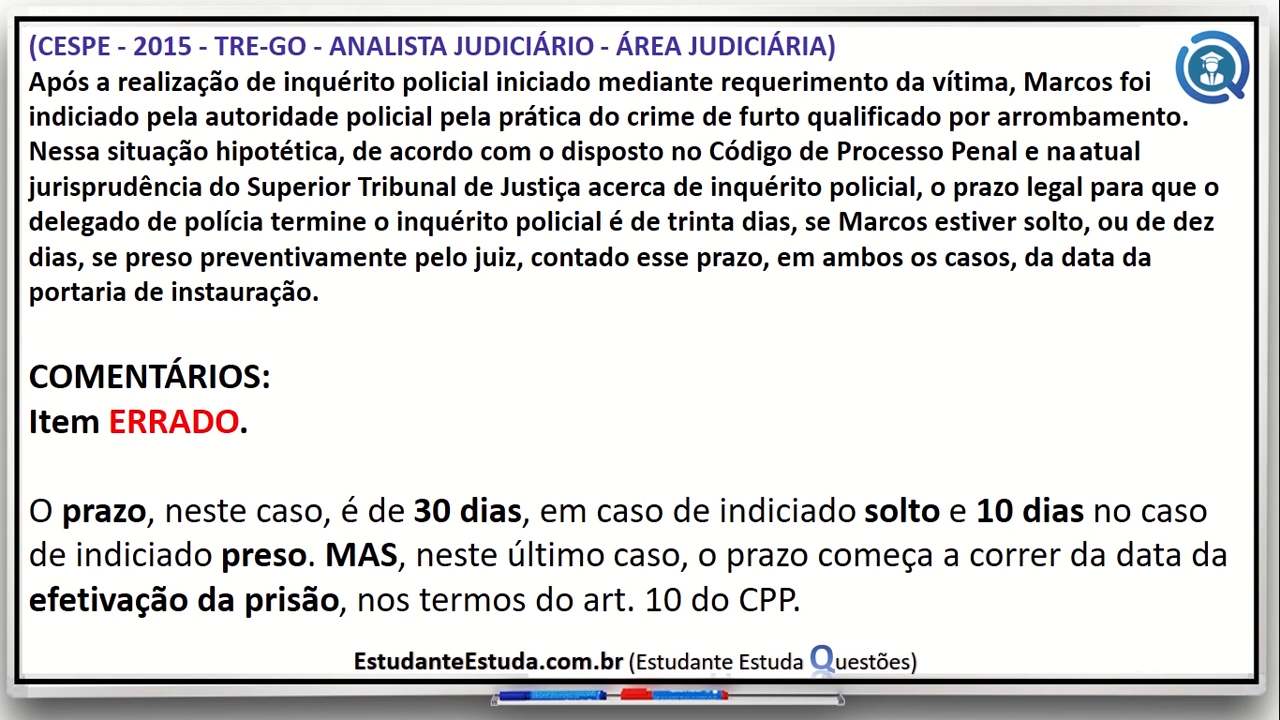 (CESPE - 2015 - TRE-GO - ANALISTA JUDICIÁRIO - ÁREA JUDICIÁRIA)
Após a realização de inquérito policial iniciado mediante requerimento da vítima, Marcos foi
indiciado pela autoridade policial pela prática do crime de furto qualificado por arrombamento.
Nessa situação hipotética, de acordo com o disposto no Código de Processo Penal e na atual
jurisprudência do Superior Tribunal de Justiça acerca de inquérito policial, o prazo legal para que o
delegado de polícia termine o inquérito policial é de trinta dias, se Marcos estiver solto, ou de dez
dias, se preso preventivamente pelo juiz, contado esse prazo, em ambos os casos, da data da
portaria de instauração.
COMENTÁRIOS:
Item ERRADO.
O prazo, neste caso, é de 30 dias, em caso de indiciado solto e 10 dias no caso
de indiciado preso. MAS, neste último caso, o prazo começa a correr da data da
efetivação da prisão, nos termos do art. 10 do CPP.
EstudanteEstuda.com.br (Estudante Estuda Questões)